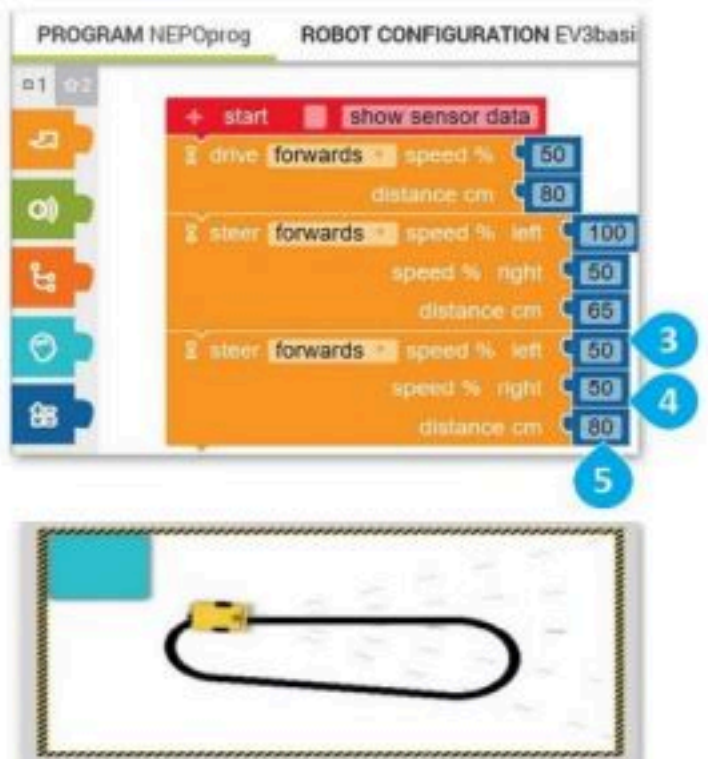 PROGRAM NEPOprog ROBOT CONFIGURATION EV3basi
1 2
+ start show sensor data
drive forwards speed % 50
distance cm 80
steer forwards speed % left 100
speed % right 50
distance cm 65
steer forwards speed % left 50
speed % right 50
distance cm 80
3
4
5